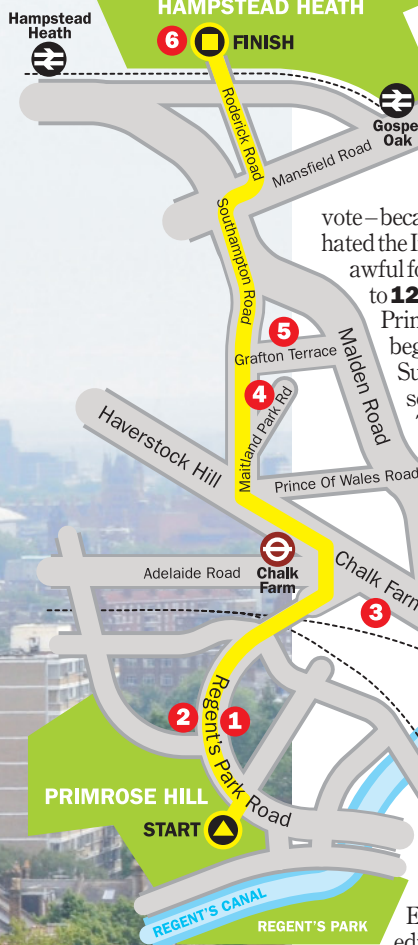 HAMPSTEAD HEATH
Hampstead
Heath
6
FINISH
Gospe
Oak
Roderick Road
Mansfield Road
Southampton Road
vote – beca
hated the I
awful fo
to 12
Prin
beg
Su
se
5
Grafton Terrace
Malden Road
4
Maitland Park Rd
Haverstock Hill
Prince Of Wales Road
Adelaide Road
Chalk
Farm
Chalk Farm
3
2
1
Regent's Park Road
PRIMROSE HILL
START
REGENT'S CANAL
REGENT'S PARK
E
ed